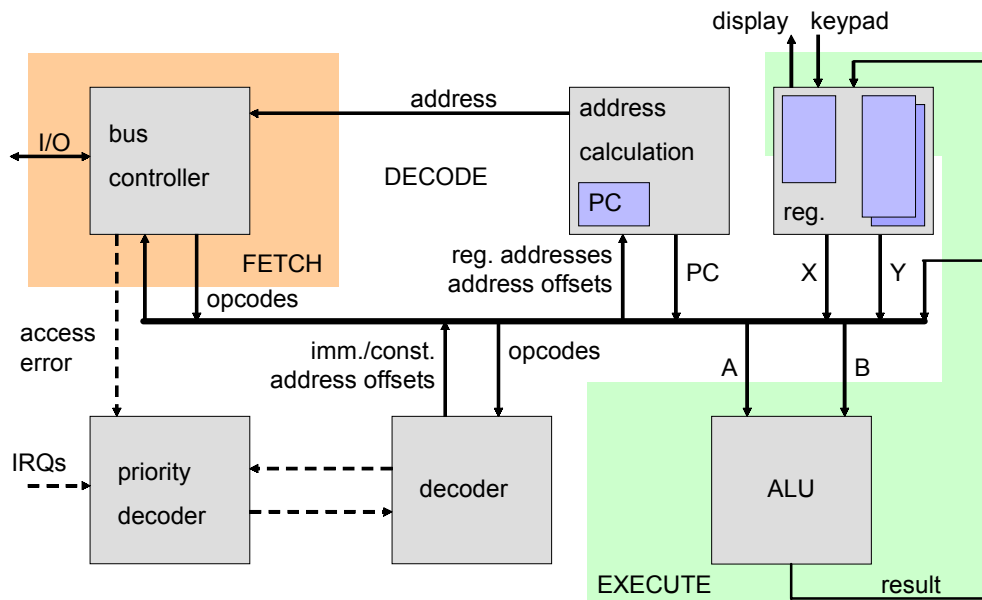 display keypad
address
address
calculation
PC
I/O
bus
controller
DECODE
reg.
FETCH
reg. addresses
address offsets
PC
X
Y
opcodes
access
error
imm./const.
address offsets
opcodes
A
B
IRQs
priority
decoder
decoder
ALU
EXECUTE
result